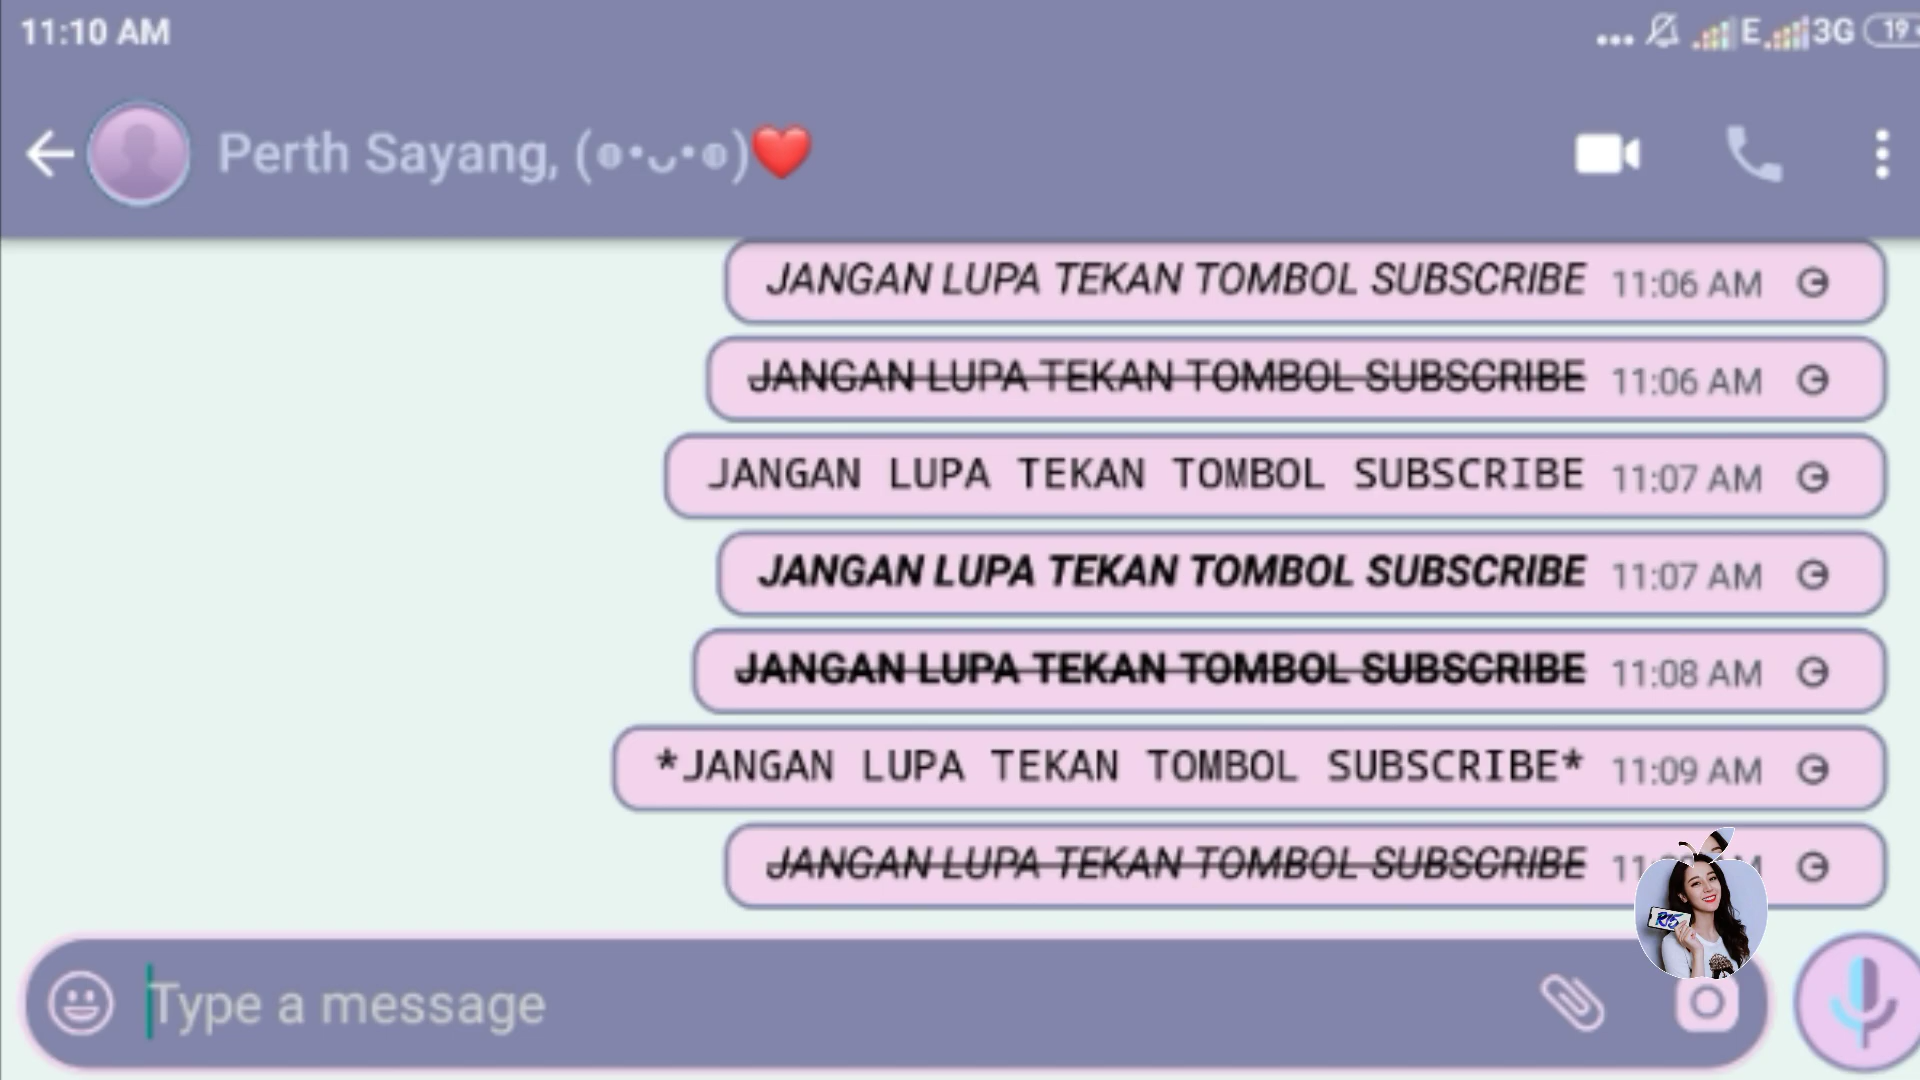 11:10 AM
... E 3G 19
Perth Sayang, (◍•ᴗ•◍)❤️
JANGAN LUPA TEKAN TOMBOL SUBSCRIBE 11:06 AM
JANGAN LUPA TEKAN TOMBOL SUBSCRIBE 11:06 AM
JANGAN LUPA TEKAN TOMBOL SUBSCRIBE 11:07 AM
JANGAN LUPA TEKAN TOMBOL SUBSCRIBE 11:07 AM
JANGAN LUPA TEKAN TOMBOL SUBSCRIBE 11:08 AM
*JANGAN LUPA TEKAN TOMBOL SUBSCRIBE* 11:09 AM
JANGAN LUPA TEKAN TOMBOL SUBSCRIBE
R15
Type a message